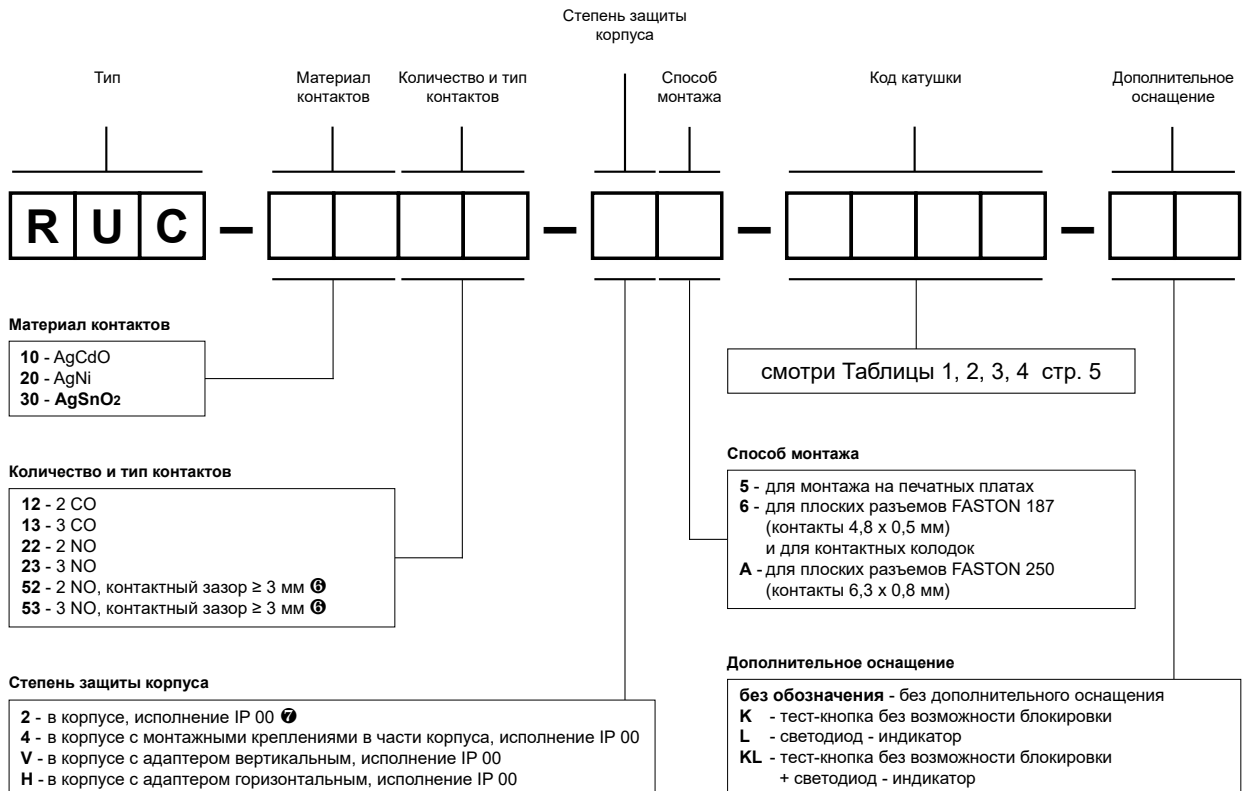 Степень защиты
корпуса
Тип
Материал
контактов
Количество и тип
контактов
Способ
монтажа
Код катушки
Дополнительное
оснащение
R U C – – – –
Материал контактов
10 - AgCdO
20 - AgNi
30 - AgSnO2
смотри Таблицы 1, 2, 3, 4 стр. 5
Количество и тип контактов
12 - 2 CO
13 - 3 CO
22 - 2 NO
23 - 3 NO
52 - 2 NO, контактный зазор ≥ 3 мм ❻
53 - 3 NO, контактный зазор ≥ 3 мм ❻
Способ монтажа
5 - для монтажа на печатных платах
6 - для плоских разъемов FASTON 187
(контакты 4,8 x 0,5 мм)
и для контактных колодок
A - для плоских разъемов FASTON 250
(контакты 6,3 x 0,8 мм)
Степень защиты корпуса
2 - в корпусе, исполнение IP 00 ❼
4 - в корпусе с монтажными креплениями в части корпуса, исполнение IP 00
V - в корпусе с адаптером вертикальным, исполнение IP 00
H - в корпусе с адаптером горизонтальным, исполнение IP 00
Дополнительное оснащение
без обозначения - без дополнительного оснащения
K - тест-кнопка без возможности блокировки
L - светодиод - индикатор
KL - тест-кнопка без возможности блокировки
+ светодиод - индикатор